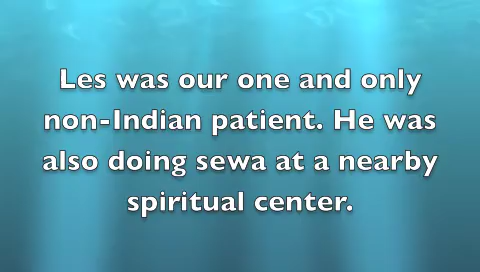 Les was our one and only
non-Indian patient. He was
also doing sewa at a nearby
spiritual center.